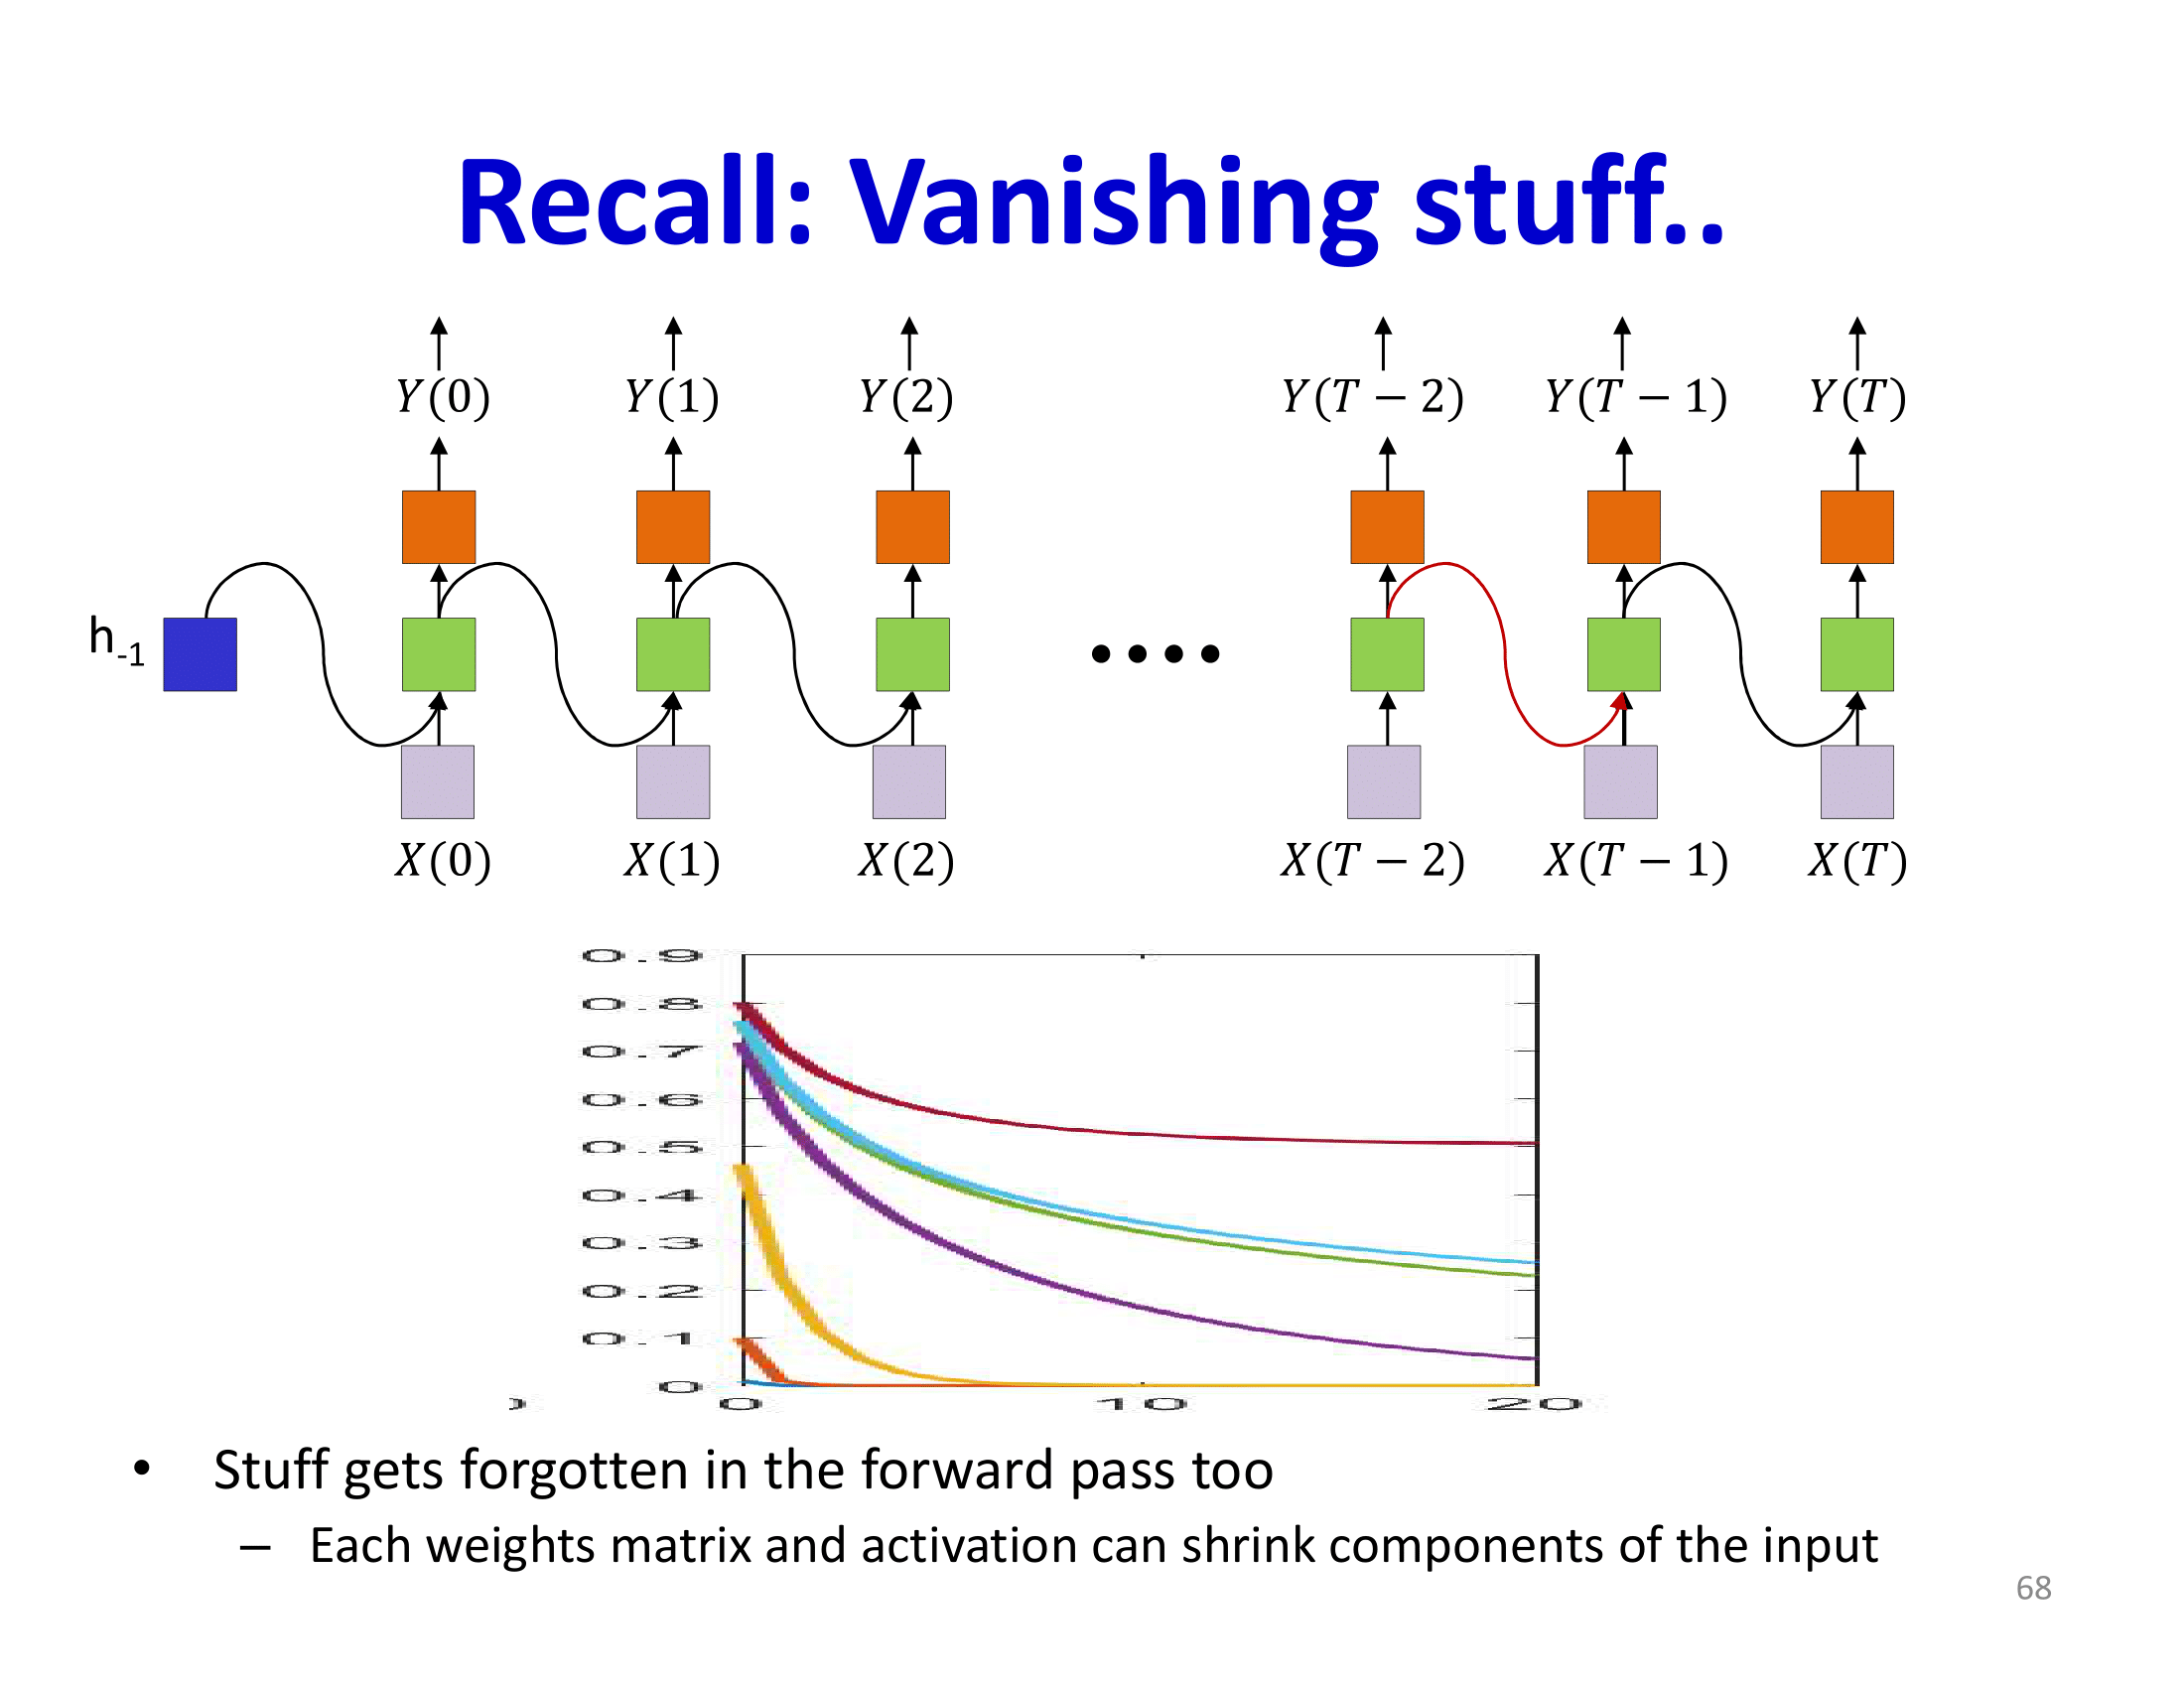 Recall: Vanishing stuff..
Y(0) Y(1) Y(2) Y(T − 2) Y(T − 1) Y(T)
h-1
X(0) X(1) X(2) X(T − 2) X(T − 1) X(T)
0.9
0.8
0.7
0.6
0.5
0.4
0.3
0.2
0.1
0
0 10 20
• Stuff gets forgotten in the forward pass too
– Each weights matrix and activation can shrink components of the input
68